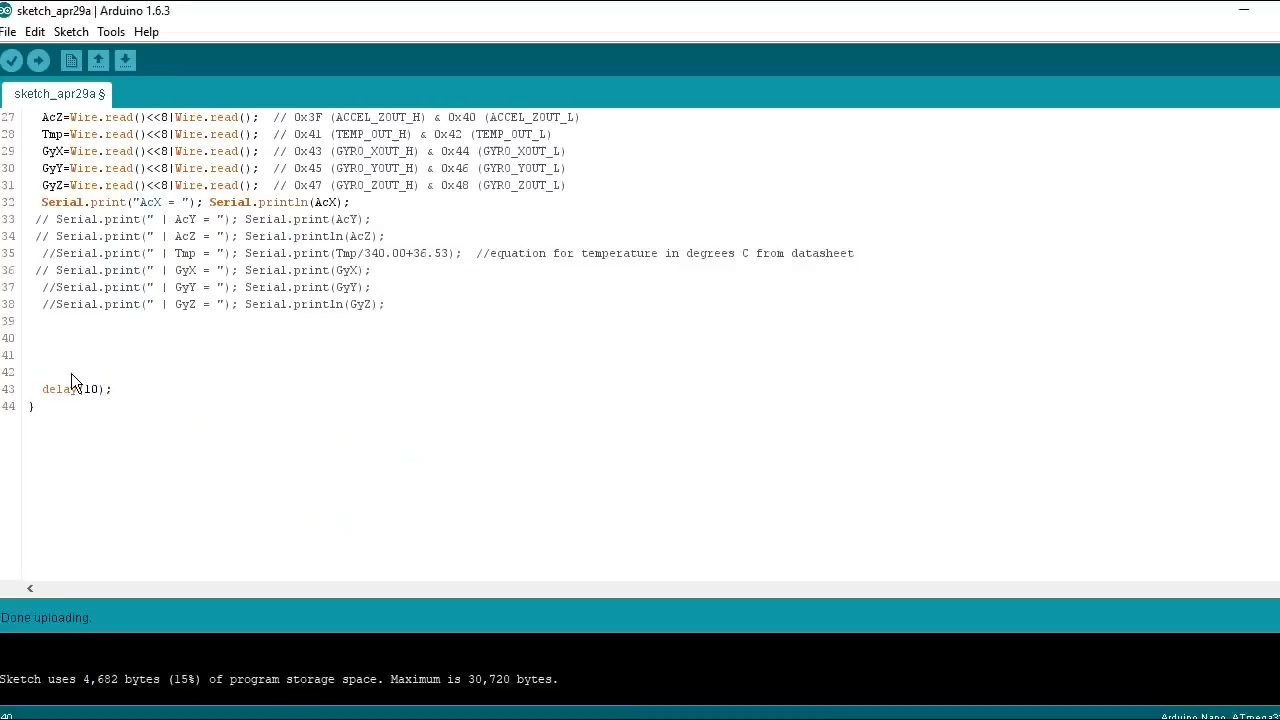 sketch_apr29a | Arduino 1.6.3
File Edit Sketch Tools Help
sketch_apr29a §
27 AcZ=Wire.read()<<8|Wire.read(); // 0x3F (ACCEL_ZOUT_H) & 0x40 (ACCEL_ZOUT_L)
28 Tmp=Wire.read()<<8|Wire.read(); // 0x41 (TEMP_OUT_H) & 0x42 (TEMP_OUT_L)
29 GyX=Wire.read()<<8|Wire.read(); // 0x43 (GYRO_XOUT_H) & 0x44 (GYRO_XOUT_L)
30 GyY=Wire.read()<<8|Wire.read(); // 0x45 (GYRO_YOUT_H) & 0x46 (GYRO_YOUT_L)
31 GyZ=Wire.read()<<8|Wire.read(); // 0x47 (GYRO_ZOUT_H) & 0x48 (GYRO_ZOUT_L)
32 Serial.print("AcX = "); Serial.println(AcX);
33 // Serial.print(" | AcY = "); Serial.print(AcY);
34 // Serial.print(" | AcZ = "); Serial.println(AcZ);
35 //Serial.print(" | Tmp = "); Serial.print(Tmp/340.00+36.53); //equation for temperature in degrees C from datasheet
36 // Serial.print(" | GyX = "); Serial.print(GyX);
37 //Serial.print(" | GyY = "); Serial.print(GyY);
38 //Serial.print(" | GyZ = "); Serial.println(GyZ);
39
40
41
42
43 delay(10);
44 }
Done uploading.
Sketch uses 4,682 bytes (15%) of program storage space. Maximum is 30,720 bytes.
40 Arduino Nano, ATmega3